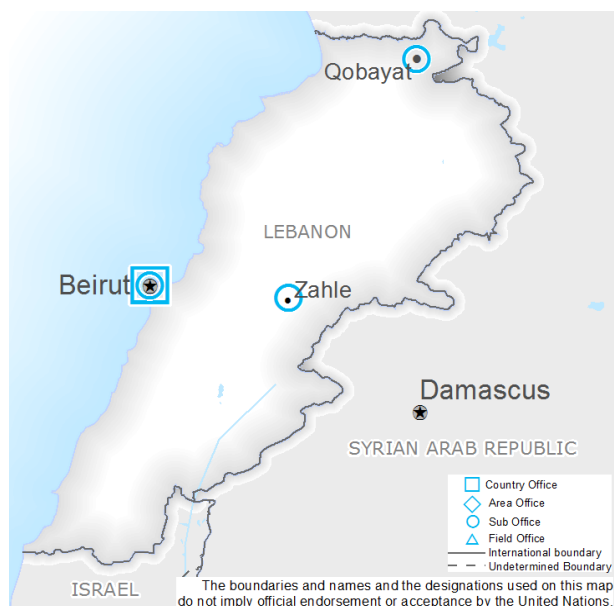 Qobayat
LEBANON
Beirut
Zahle
Damascus
SYRIAN ARAB REPUBLIC
Country Office
Area Office
Sub Office
Field Office
International boundary
Undetermined Boundary
ISRAEL
The boundaries and names and the designations used on this map
do not imply official endorsement or acceptance by the United Nations.